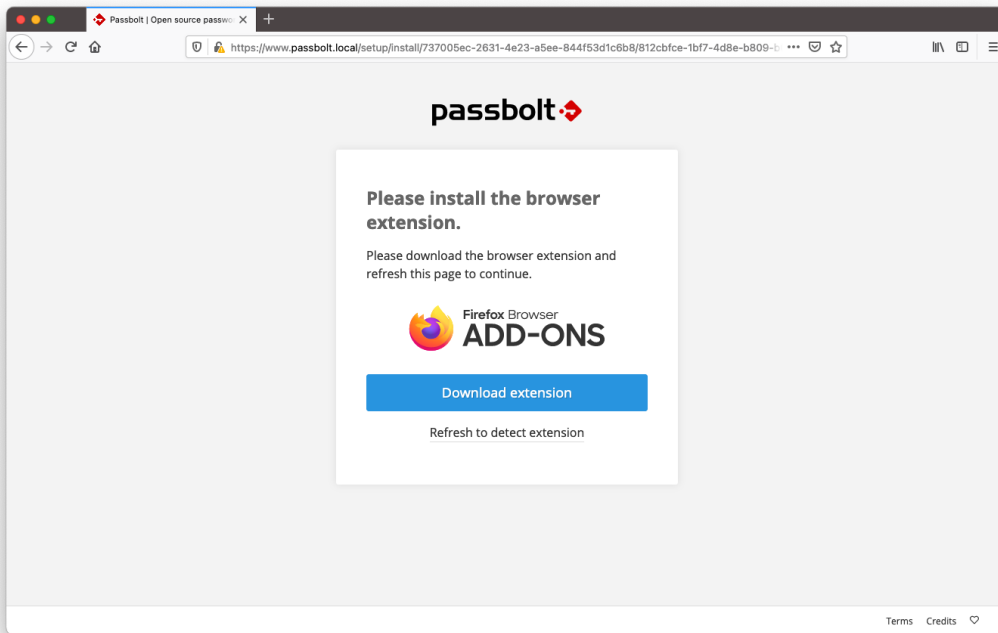 Passbolt | Open source passwo
https://www.passbolt.local/setup/install/737005ec-2631-4e23-a5ee-844f53d1c6b8/812cbfce-1bf7-4d8e-b809-b
passbolt
Please install the browser
extension.
Please download the browser extension and
refresh this page to continue.
Firefox Browser
ADD-ONS
Download extension
Refresh to detect extension
Terms Credits